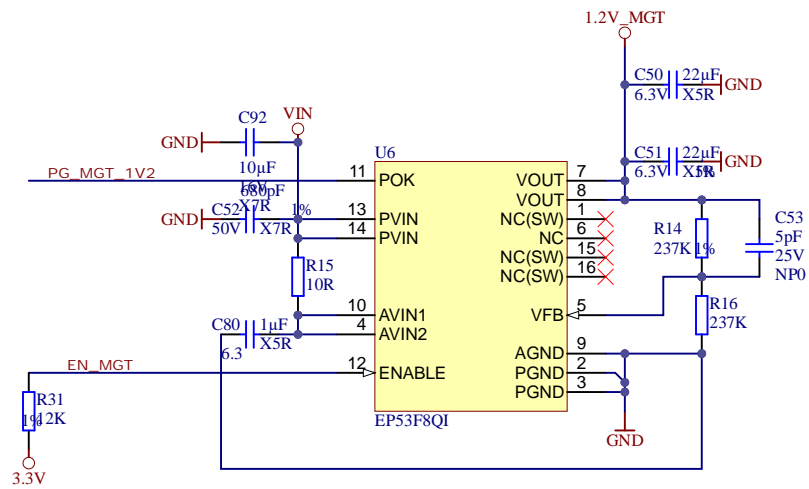 1.2V_MGT
C50 22µF
6.3V X5R
GND
C92
VIN
GND
10µF
16V
X7R
U6
C51 22µF
6.3V X5R
1%
GND
PG_MGT_1V2
11 POK
VOUT 7
VOUT 8
680pF
GND
C52
50V
X7R
1%
13 PVIN
14 PVIN
NC(SW) 1
NC 6
NC(SW) 15
NC(SW) 16
R14
237K 1%
C53
5pF
25V
NP0
R15
10R
10 AVIN1
4 AVIN2
VFB 5
R16
237K
C80 1µF
6.3 X5R
AGND 9
PGND 2
PGND 3
EN_MGT
12 ENABLE
EP53F8QI
GND
R31
12K
1%
3.3V